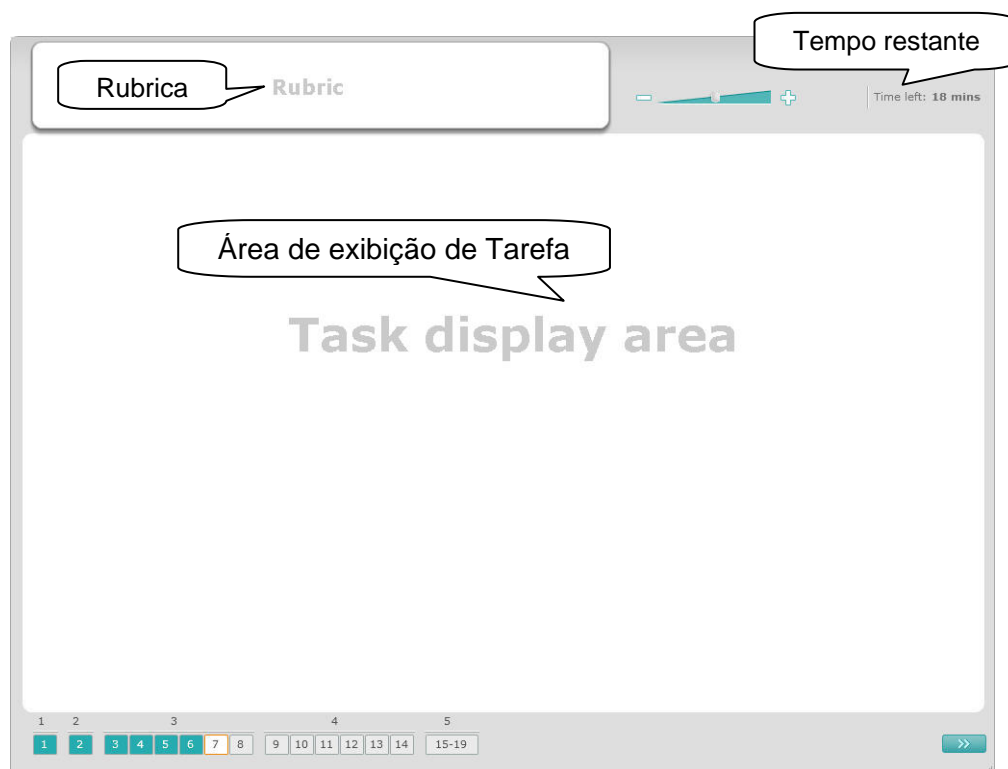 Tempo restante
Rubrica
Rubric
Time left: 18 mins
Área de exibição de Tarefa
Task display area
1 2 3 4 5
1 2 3 4 5 6 7 8 9 10 11 12 13 14 15-19
>>